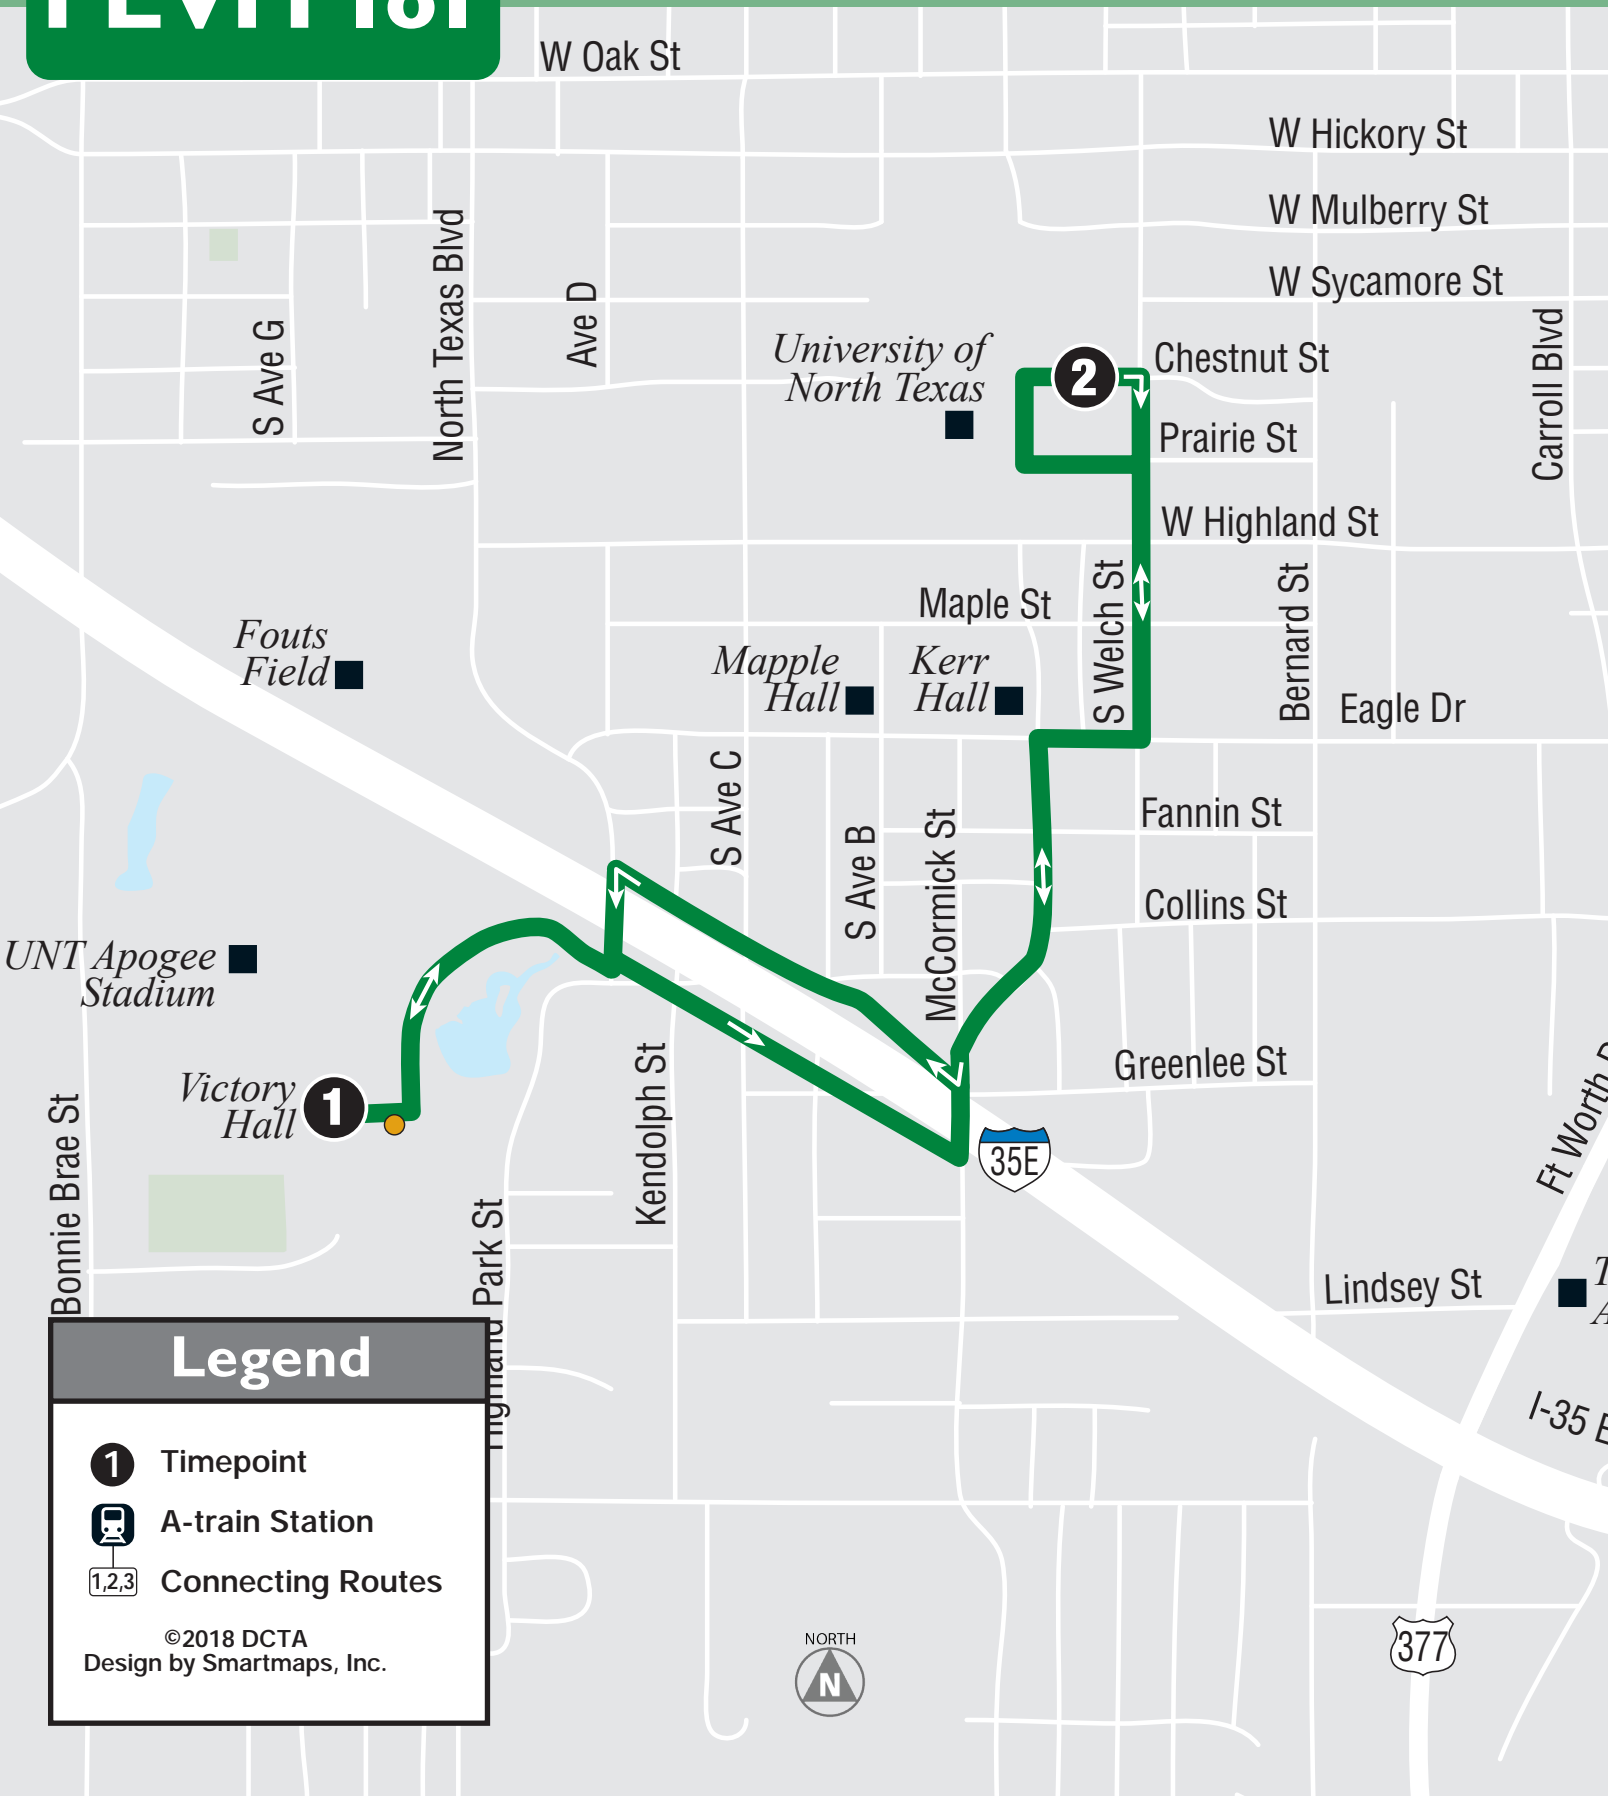 W Oak St
W Hickory St
W Mulberry St
W Sycamore St
North Texas Blvd
Ave D
S Ave G
Carroll Blvd
University of
North Texas
2
Chestnut St
Prairie St
W Highland St
Maple St
S Welch St
Bernard St
Fouts
Field
Mapple
Hall
Kerr
Hall
Eagle Dr
S Ave C
S Ave B
McCormick St
Fannin St
Collins St
UNT Apogee
Stadium
Greenlee St
Victory
Hall
1
Kendolph St
Bonnie Brae St
35E
Ft Worth
Park St
Lindsey St
I-35 E
Legend
1 Timepoint
A-train Station
1,2,3 Connecting Routes
©2018 DCTA
Design by Smartmaps, Inc.
NORTH
N
377